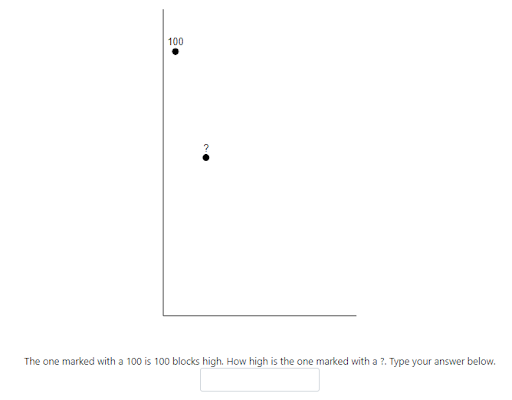 100
?
The one marked with a 100 is 100 blocks high. How high is the one marked with a ?. Type your answer below.